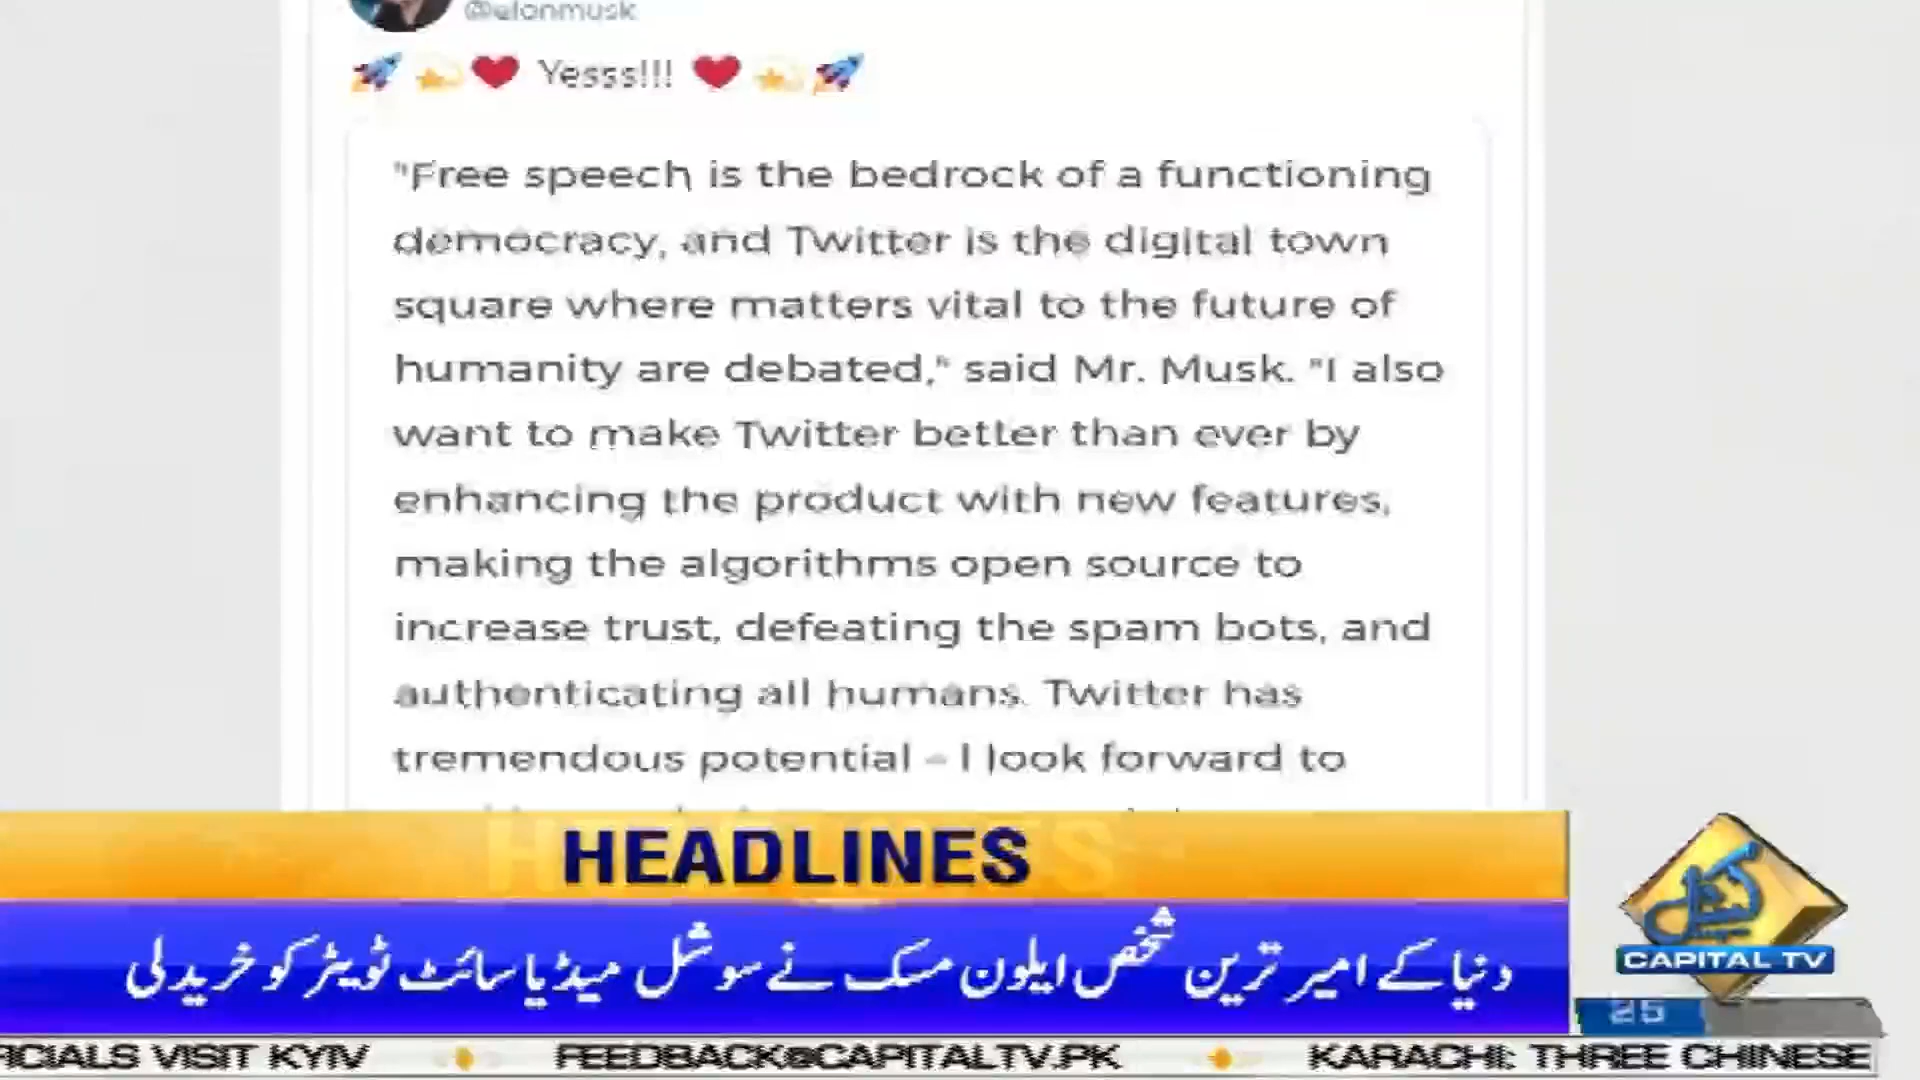 @elonmusk
🚀 💫 ❤️ Yesss!!! ❤️ 💫 🚀
"Free speech is the bedrock of a functioning
democracy, and Twitter is the digital town
square where matters vital to the future of
humanity are debated," said Mr. Musk. "I also
want to make Twitter better than ever by
enhancing the product with new features,
making the algorithms open source to
increase trust, defeating the spam bots, and
authenticating all humans. Twitter has
tremendous potential – I look forward to
HEADLINES
دنیا کے امیر ترین شخص ایلون مسک نے سوشل میڈیا سائٹ ٹویٹر کو خرید لی
کیپیٹل
CAPITAL TV
25
VISIT KYIV
FEEDBACK@CAPITALTV.PK
KARACHI: THREE CHINESE